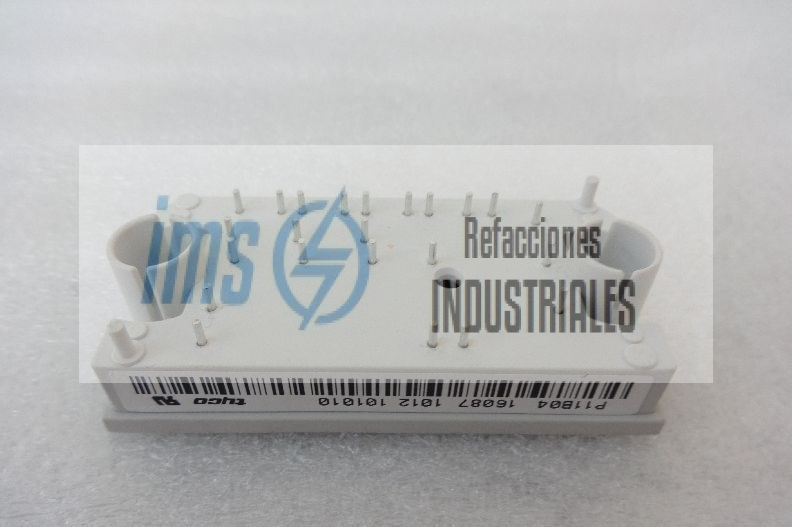 ims
Refacciones
INDUSTRIALES
P11B04 16087 1012 101010
tyco